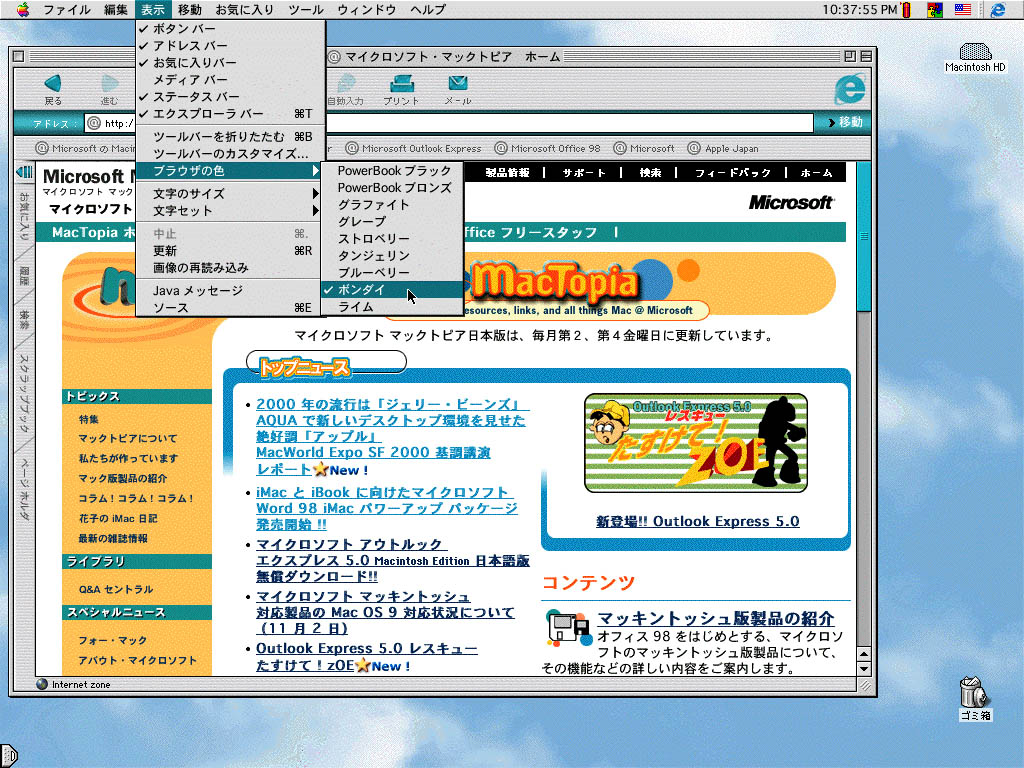 ファイル 編集 表示 移動 お気に入り ツール ウィンドウ ヘルプ 10:37:55 PM
Macintosh HD
ゴミ箱
@ マイクロソフト・マックトピア ホーム
戻る 進む 自動入力 プリント メール
アドレス: @ http:/ 移動
@ Microsoft の Macin @ Microsoft Outlook Express @ Microsoft Office 98 @ Microsoft @ Apple Japan
✓ ボタン バー
✓ アドレス バー
✓ お気に入りバー
メディア バー
✓ ステータス バー
✓ エクスプローラ バー ⌘T
ツールバーを折りたたむ ⌘B
ツールバーのカスタマイズ...
ブラウザの色
文字のサイズ
文字セット
中止 ⌘.
更新 ⌘R
画像の再読み込み
Java メッセージ
ソース ⌘E
PowerBook ブラック
PowerBook ブロンズ
グラファイト
グレープ
ストロベリー
タンジェリン
ブルーベリー
✓ ボンダイ
ライム
お気に入り
履歴
検索
スクラップブック
ページ ホルダ
Microsoft
マイクロソフト マック
マイクロソフト
製品情報 | サポート | 検索 | フィードバック | ホーム
Microsoft
MacTopia ホ
ffice フリースタッフ |
MacTopia
esources, links, and all things Mac @ Microsoft
マイクロソフト マックトピア日本版は、毎月第２、第４金曜日に更新しています。
トピックス
特集
マックトピアについて
私たちが作っています
マック版製品の紹介
コラム！コラム！コラム！
花子の iMac 日記
最新の雑誌情報
ライブラリ
Q&A セントラル
スペシャルニュース
フォー・マック
アバウト・マイクロソフト
トップニュース
• 2000 年の流行は「ジェリー・ビーンズ」
AQUA で新しいデスクトップ環境を見せた
絶好調「アップル」
MacWorld Expo SF 2000 基調講演
レポート New !
• iMac と iBook に向けたマイクロソフト
Word 98 iMac パワーアップ パッケージ
発売開始 !!
• マイクロソフト アウトルック
エクスプレス 5.0 Macintosh Edition 日本語版
無償ダウンロード!!
• マイクロソフト マッキントッシュ
対応製品の Mac OS 9 対応状況について
（11 月 2 日）
• Outlook Express 5.0 レスキュー
たすけて！zOE New !
Outlook Express 5.0
レスキュー
たすけて！
ZOE
新登場!! Outlook Express 5.0
コンテンツ
マッキントッシュ版製品の紹介
オフィス 98 をはじめとする、マイクロソ
フトのマッキントッシュ版製品について、
その機能などの詳しい内容をご案内します。
Internet zone